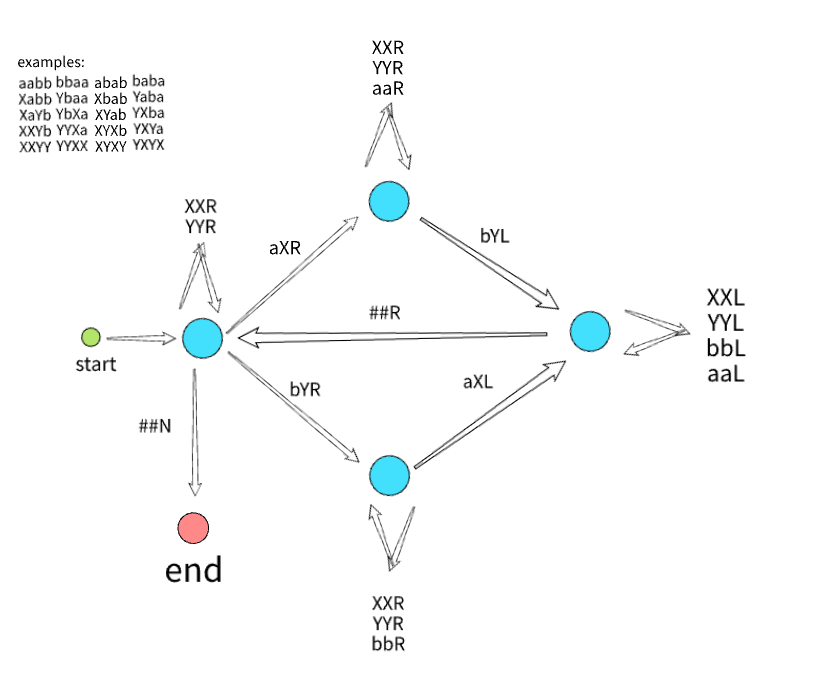 examples:
aabb bbaa abab baba
Xabb Ybaa Xbab Yaba
XaYb YbXa XYab YXba
XXYb YYXa XYXb YXYa
XXYY YYXX XYXY YXYX
XXR
YYR
aaR
XXR
YYR
aXR
bYL
start
##R
XXL
YYL
bbL
aaL
bYR
aXL
##N
end
XXR
YYR
bbR